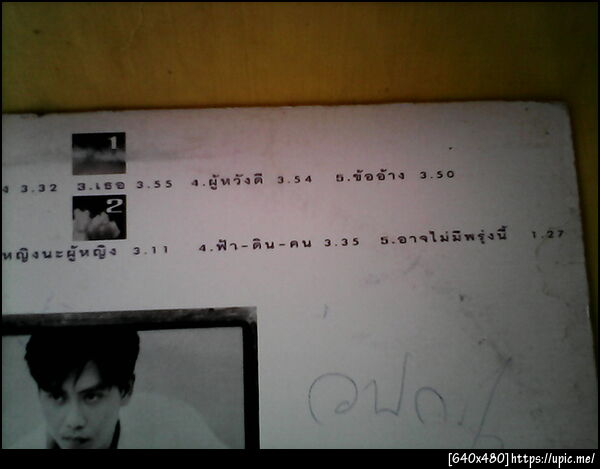 1
ง 3.32 3.เธอ 3.55 4.ผู้หวังดี 3.54 5.ข้ออ้าง 3.50
2
หญิงนะผู้หญิง 3.11 4.ฟ้า-ดิน-คน 3.35 5.อาจไม่มีพรุ่งนี้ 1.27
[640x480]https://upic.me/